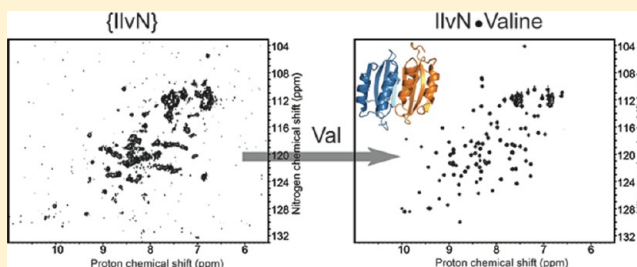 {IlvN}
IlvN•Valine
104
108
112
116
120
124
128
132
Nitrogen chemical shift (ppm)
10 9 8 7 6
Proton chemical shift (ppm)
Val
104
108
112
116
120
124
128
132
Nitrogen chemical shift (ppm)
10 9 8 7 6
Proton chemical shift (ppm)